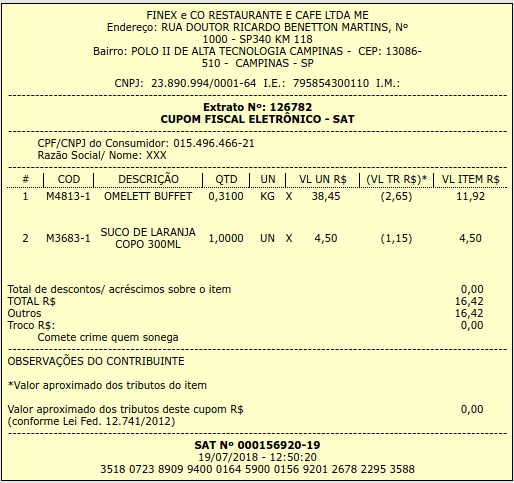 FINEX e CO RESTAURANTE E CAFE LTDA ME
Endereço: RUA DOUTOR RICARDO BENETTON MARTINS, Nº
1000 - SP340 KM 118
Bairro: POLO II DE ALTA TECNOLOGIA CAMPINAS - CEP: 13086-
510 - CAMPINAS - SP
CNPJ: 23.890.994/0001-64 I.E.: 795854300110 I.M.:
Extrato Nº: 126782
CUPOM FISCAL ELETRÔNICO - SAT
CPF/CNPJ do Consumidor: 015.496.466-21
Razão Social/ Nome: XXX
# | COD | DESCRIÇÃO | QTD | UN | VL UN R$ | (VL TR R$)* | VL ITEM R$
1 M4813-1 OMELETT BUFFET 0,3100 KG X 38,45 (2,65) 11,92
2 M3683-1 SUCO DE LARANJA COPO 300ML 1,0000 UN X 4,50 (1,15) 4,50
Total de descontos/ acréscimos sobre o item 0,00
TOTAL R$ 16,42
Outros 16,42
Troco R$: 0,00
Comete crime quem sonega
OBSERVAÇÕES DO CONTRIBUINTE
*Valor aproximado dos tributos do item
Valor aproximado dos tributos deste cupom R$ 0,00
(conforme Lei Fed. 12.741/2012)
SAT Nº 000156920-19
19/07/2018 - 12:50:20
3518 0723 8909 9400 0164 5900 0156 9201 2678 2295 3588